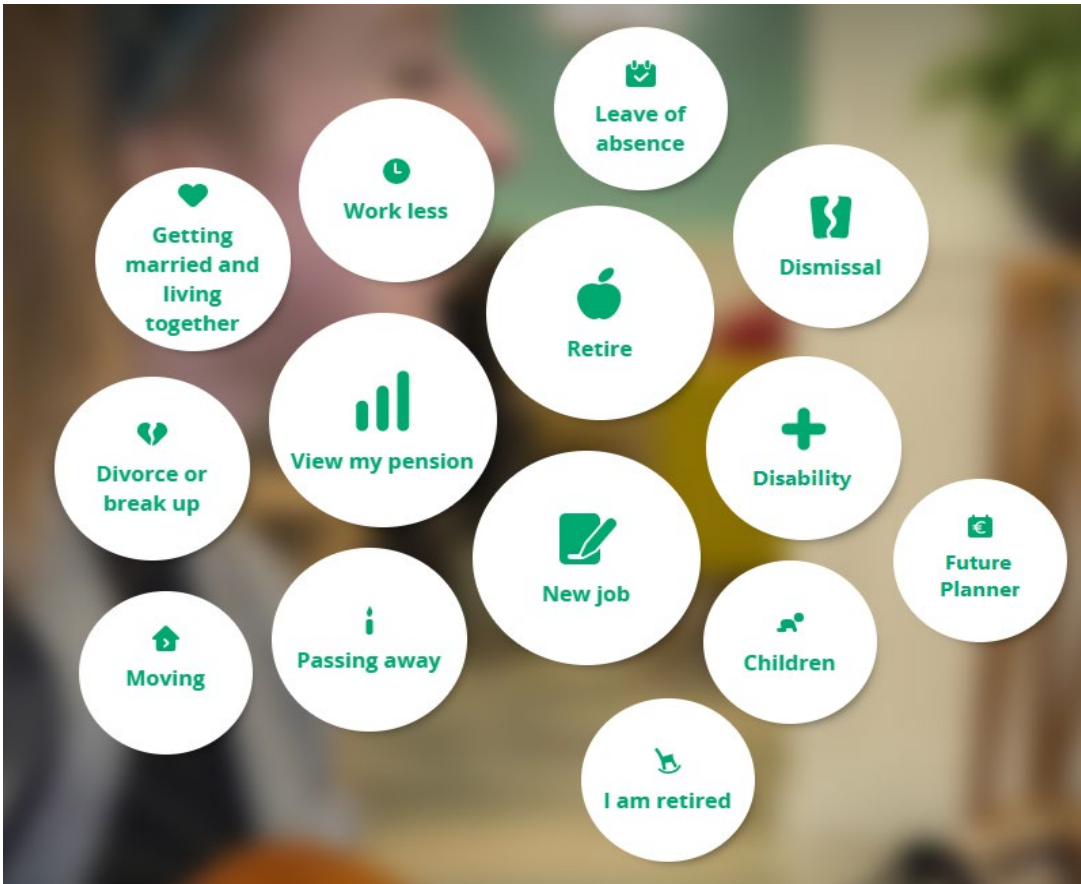 Leave of
absence
Work less
Getting
married and
living
together
Dismissal
Retire
View my pension
Divorce or
break up
Disability
Future
Planner
New job
Passing away
Children
Moving
I am retired